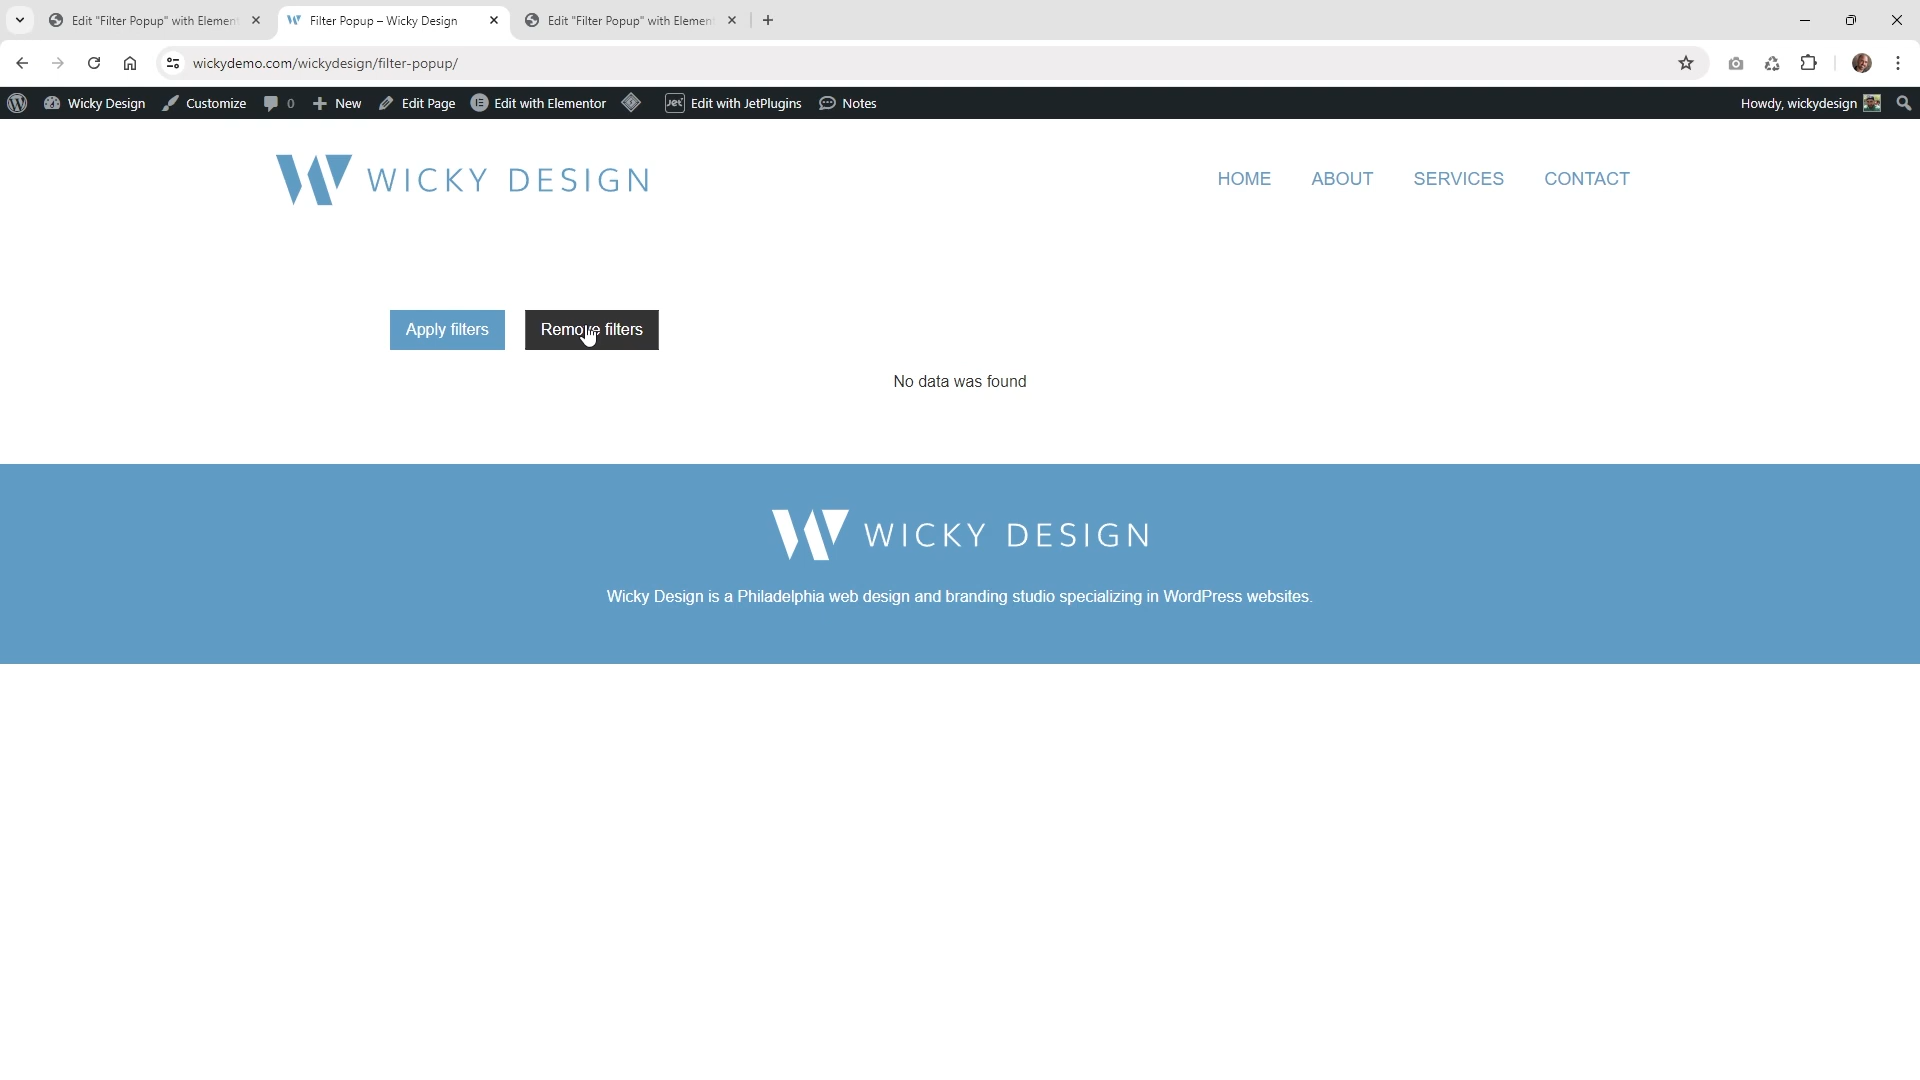 Edit "Filter Popup" with Elemen
Filter Popup – Wicky Design
Edit "Filter Popup" with Elemen
wickydemo.com/wickydesign/filter-popup/
Wicky Design
Customize
0
New
Edit Page
Edit with Elementor
Jet
Edit with JetPlugins
Notes
Howdy, wickydesign
WICKY DESIGN
HOME
ABOUT
SERVICES
CONTACT
Apply filters
Remove filters
No data was found
WICKY DESIGN
Wicky Design is a Philadelphia web design and branding studio specializing in WordPress websites.